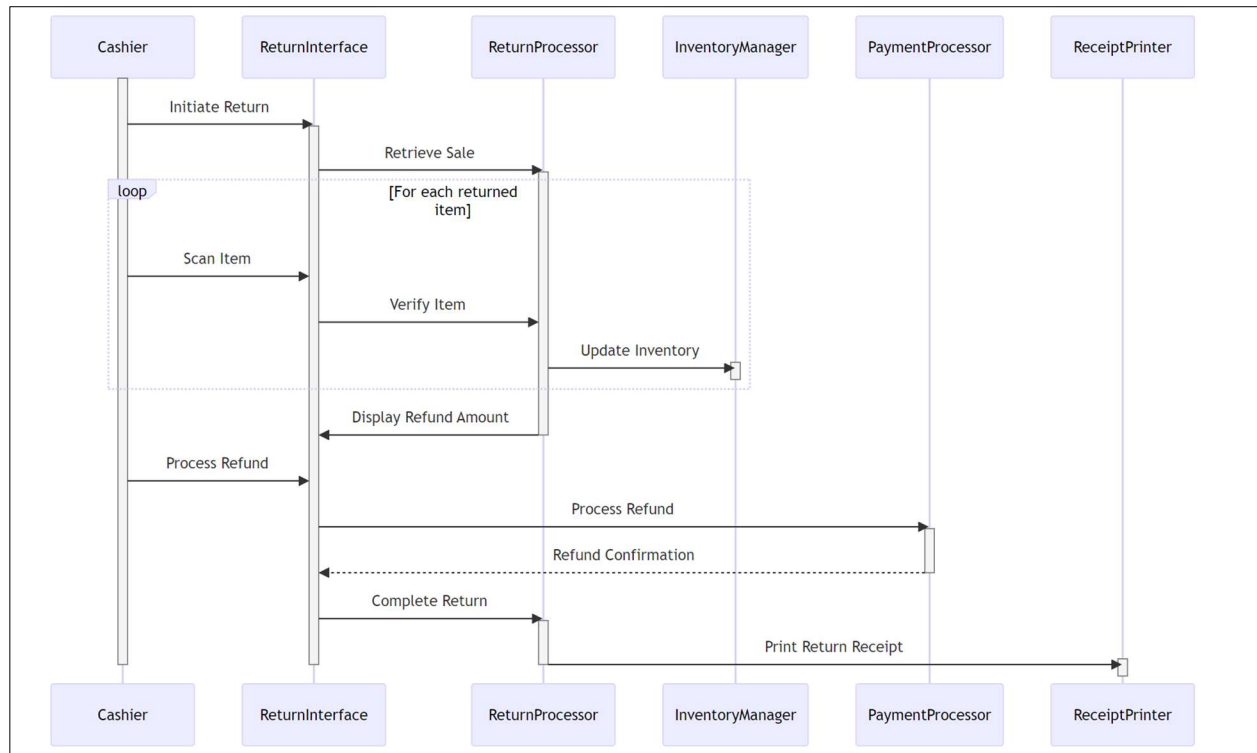 Cashier
ReturnInterface
ReturnProcessor
InventoryManager
PaymentProcessor
ReceiptPrinter
Initiate Return
Retrieve Sale
loop
[For each returned
item]
Scan Item
Verify Item
Update Inventory
Display Refund Amount
Process Refund
Process Refund
Refund Confirmation
Complete Return
Print Return Receipt
Cashier
ReturnInterface
ReturnProcessor
InventoryManager
PaymentProcessor
ReceiptPrinter